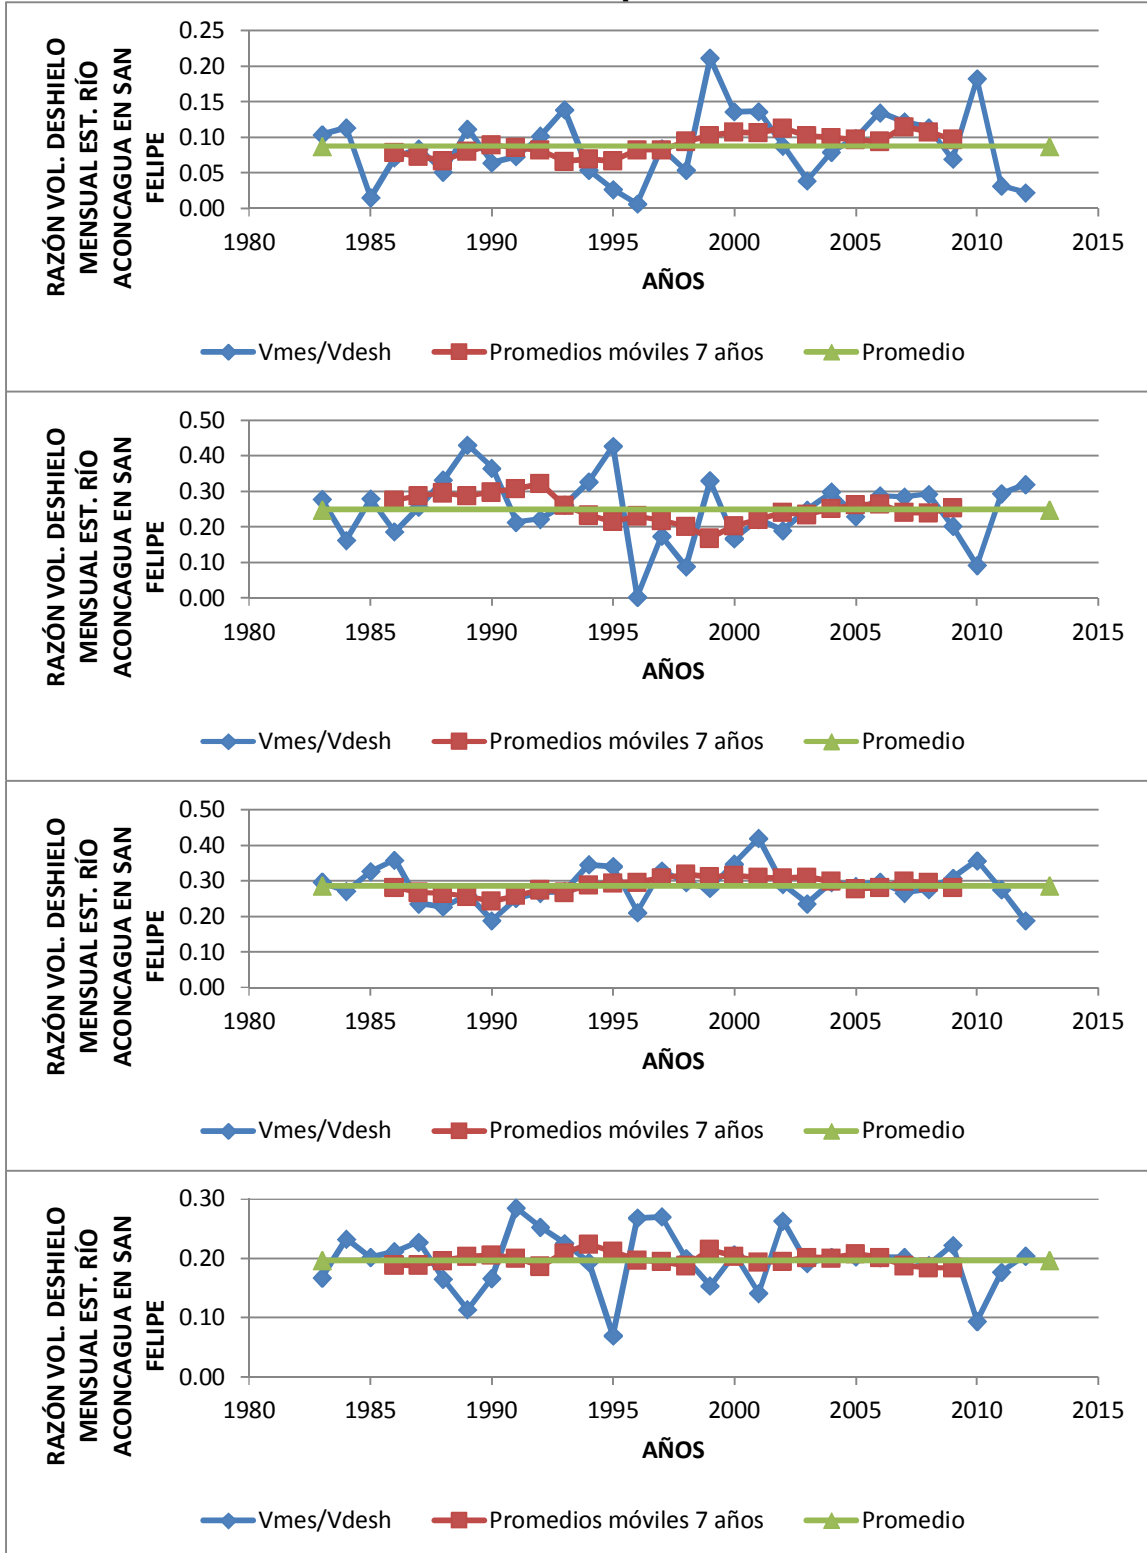 RAZÓN VOL. DESHIELO
MENSUAL EST. RÍO
ACONCAGUA EN SAN
FELIPE
0.25
0.20
0.15
0.10
0.05
0.00
1980 1985 1990 1995 2000 2005 2010 2015
AÑOS
Vmes/Vdesh Promedios móviles 7 años Promedio
RAZÓN VOL. DESHIELO
MENSUAL EST. RÍO
ACONCAGUA EN SAN
FELIPE
0.50
0.40
0.30
0.20
0.10
0.00
1980 1985 1990 1995 2000 2005 2010 2015
AÑOS
Vmes/Vdesh Promedios móviles 7 años Promedio
RAZÓN VOL. DESHIELO
MENSUAL EST. RÍO
ACONCAGUA EN SAN
FELIPE
0.50
0.40
0.30
0.20
0.10
0.00
1980 1985 1990 1995 2000 2005 2010 2015
AÑOS
Vmes/Vdesh Promedios móviles 7 años Promedio
RAZÓN VOL. DESHIELO
MENSUAL EST. RÍO
ACONCAGUA EN SAN
FELIPE
0.30
0.20
0.10
0.00
1980 1985 1990 1995 2000 2005 2010 2015
AÑOS
Vmes/Vdesh Promedios móviles 7 años Promedio